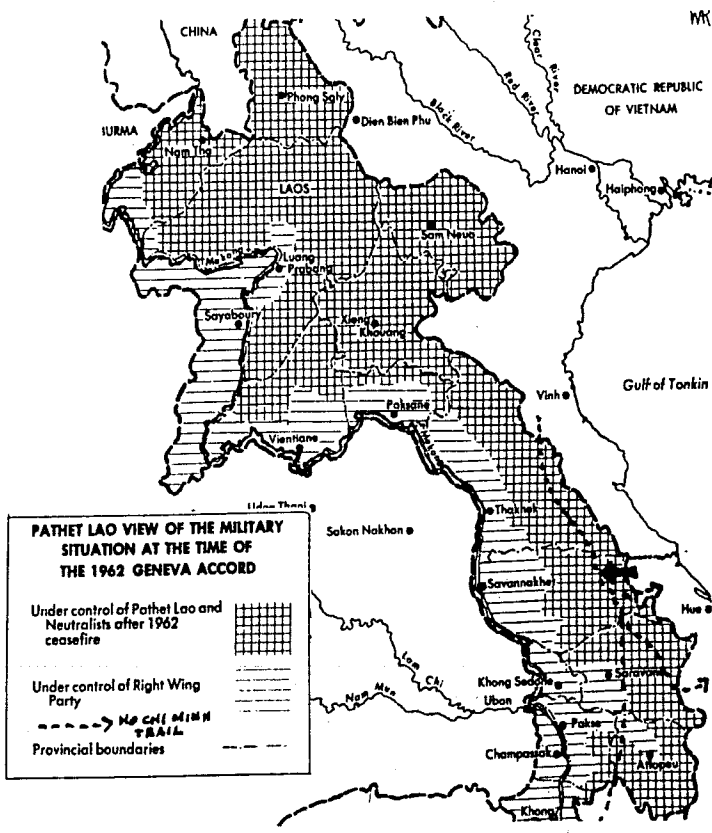 CHINA
Clear River
Red River
DEMOCRATIC REPUBLIC
OF VIETNAM
Phong Saly
Dien Bien Phu
Black River
BURMA
Nam Tha
Hanoi
Haiphong
LAOS
Sam Neua
Mekong
Luang
Prabang
Sayaboury
Xieng
Khouang
Gulf of Tonkin
Vinh
Paksane
Vientiane
Mekong
Thakhek
Sakon Nakhon
Savannakhet
Hue
PATHET LAO VIEW OF THE MILITARY
SITUATION AT THE TIME OF
THE 1962 GENEVA ACCORD
Under control of Pathet Lao and
Neutralists after 1962
ceasefire
Under control of Right Wing
Party
HO CHI MINH
TRAIL
Provincial boundaries
Lam Chi
Nam Mun
Khong Sedone
Saravane
Uban
Pakse
Champassak
Attopeu
Khong